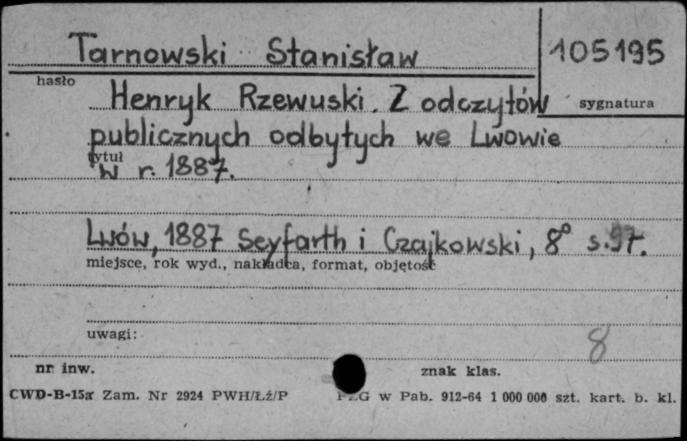 Tarnowski Stanisław
105195
hasło
Henryk Rzewuski. Z odczytów
sygnatura
publicznych odbytych we Lwowie
tytuł
w r. 1887.
Lwów, 1887 Seyfarth i Czajkowski, 8° s.
miejsce, rok wyd., nakładca, format, objętość
uwagi:
8
nr inw.
znak klas.
CWD-B-15a Zam. Nr 2924 PWH/Łź/P
w Pab. 912-64 1 000 000 szt. kart. b. kl.